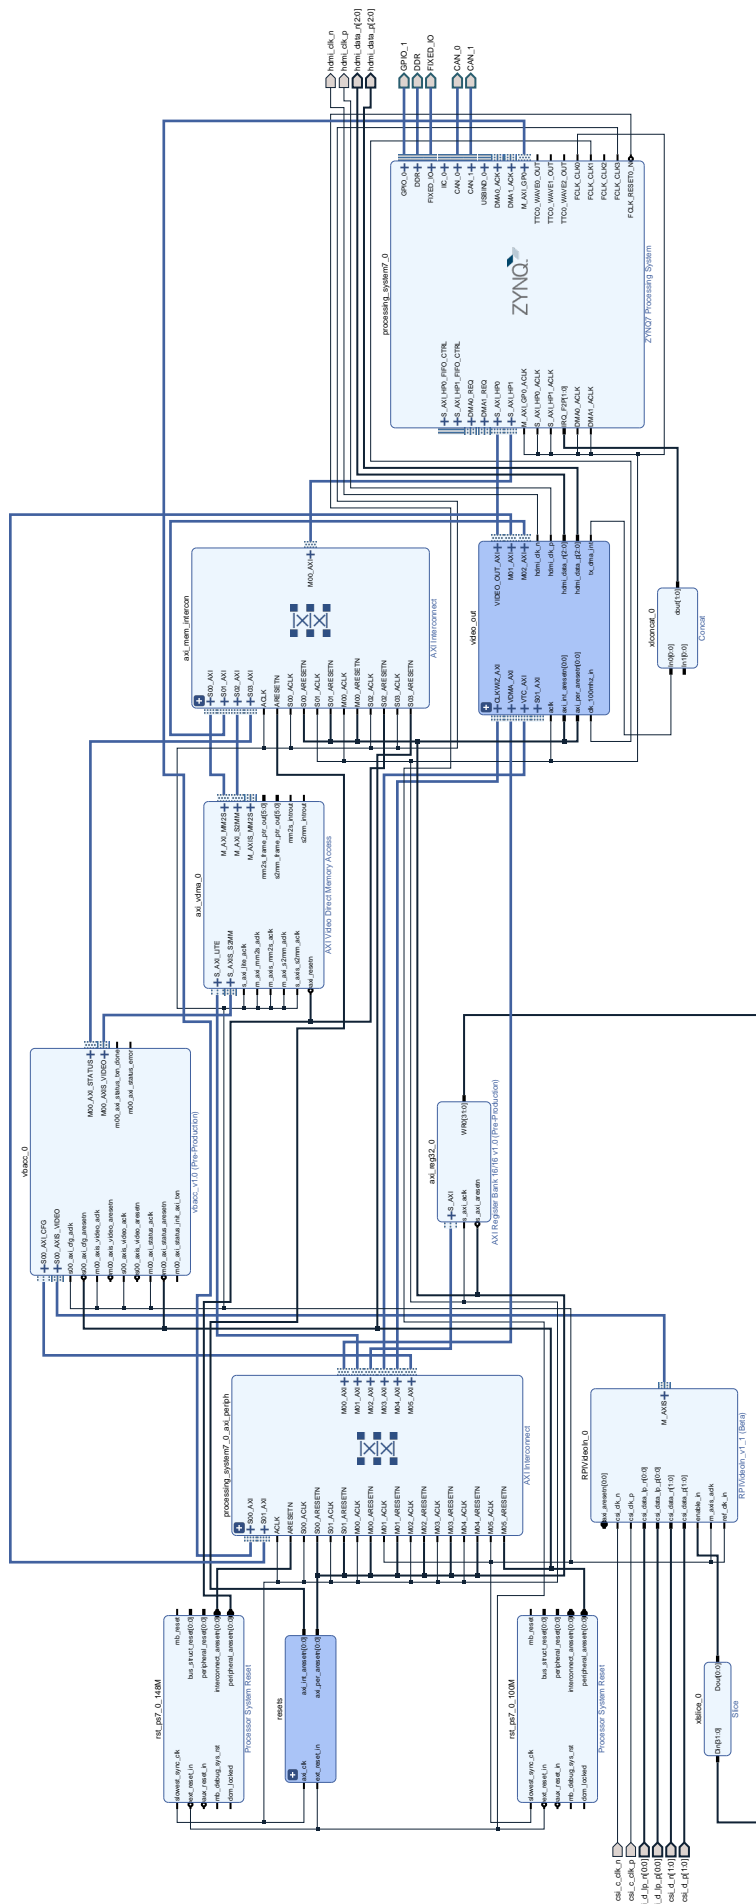 hdmi_clk_n
hdmi_clk_p
hdmi_data_n[2:0]
hdmi_data_p[2:0]
GPIO_1
DDR
FIXED_IO
CAN_0
CAN_1
processing_system7_0
GPIO_0
DDR
FIXED_IO
IIC_0
CAN_0
CAN_1
USBIND_0
DMA0_ACK
DMA1_ACK
M_AXI_GP0
TTC0_WAVE0_OUT
TTC0_WAVE1_OUT
TTC0_WAVE2_OUT
FCLK_CLK0
FCLK_CLK1
FCLK_CLK2
FCLK_CLK3
FCLK_RESET0_N
ZYNQ
S_AXI_HP0_FIFO_CTRL
S_AXI_HP1_FIFO_CTRL
DMA0_REQ
DMA1_REQ
S_AXI_HP0
S_AXI_HP1
M_AXI_GP0_ACLK
S_AXI_HP0_ACLK
S_AXI_HP1_ACLK
IRQ_F2P[1:0]
DMA0_ACLK
DMA1_ACLK
ZYNQ7 Processing System
axi_mem_intercon
M00_AXI
S00_AXI
S01_AXI
S02_AXI
S03_AXI
ACLK
ARESETN
S00_ACLK
S00_ARESETN
S01_ACLK
S01_ARESETN
M00_ACLK
M00_ARESETN
S02_ACLK
S02_ARESETN
S03_ACLK
S03_ARESETN
AXI Interconnect
video_out
VIDEO_OUT_AXI
M01_AXI
M02_AXI
hdmi_clk_n
hdmi_clk_p
hdmi_data_n[2:0]
hdmi_data_p[2:0]
tx_dma_int
CLKWIZ_AXI
VDMA_AXI
VTC_AXI
S01_AXI
aclk
axi_int_aresetn[0:0]
axi_per_aresetn[0:0]
clk_100mhz_in
xlconcat_0
dout[1:0]
In0[0:0]
In1[0:0]
Concat
axi_vdma_0
M_AXI_MM2S
M_AXI_S2MM
M_AXIS_MM2S
mm2s_frame_ptr_out[5:0]
s2mm_frame_ptr_out[5:0]
mm2s_introut
s2mm_introut
S_AXI_LITE
S_AXIS_S2MM
s_axi_lite_aclk
m_axi_mm2s_aclk
m_axis_mm2s_aclk
m_axi_s2mm_aclk
s_axis_s2mm_aclk
axi_resetn
AXI Video Direct Memory Access
vbacc_0
M00_AXI_STATUS
M00_AXIS_VIDEO
m00_axi_status_txn_done
m00_axi_status_error
S00_AXI_CFG
S00_AXIS_VIDEO
s00_axi_cfg_aclk
s00_axi_cfg_aresetn
m00_axis_video_aclk
m00_axis_video_aresetn
s00_axis_video_aclk
s00_axis_video_aresetn
m00_axi_status_aclk
m00_axi_status_aresetn
m00_axi_status_init_axi_txn
vbacc_v1.0 (Pre-Production)
axi_reg32_0
WR0[31:0]
S_AXI
s_axi_aclk
s_axi_aresetn
AXI Register Bank 16/16 v1.0 (Pre-Production)
processing_system7_0_axi_periph
M00_AXI
M01_AXI
M02_AXI
M03_AXI
M04_AXI
M05_AXI
S00_AXI
S01_AXI
ACLK
ARESETN
S00_ACLK
S00_ARESETN
S01_ACLK
S01_ARESETN
M00_ACLK
M00_ARESETN
M01_ACLK
M01_ARESETN
M02_ACLK
M02_ARESETN
M03_ACLK
M03_ARESETN
M04_ACLK
M04_ARESETN
M05_ACLK
M05_ARESETN
AXI Interconnect
RPIVideoIn_0
M_AXIS
axi_aresetn[0:0]
csi_clk_n
csi_clk_p
csi_data_lp_n[0:0]
csi_data_lp_p[0:0]
csi_data_n[1:0]
csi_data_p[1:0]
enable_in
m_axis_aclk
ref_clk_in
RPIVideoIn_v1_1 (Beta)
rst_ps7_0_148M
mb_reset
bus_struct_reset[0:0]
peripheral_reset[0:0]
interconnect_aresetn[0:0]
peripheral_aresetn[0:0]
slowest_sync_clk
ext_reset_in
aux_reset_in
mb_debug_sys_rst
dcm_locked
Processor System Reset
resets
axi_int_aresetn[0:0]
axi_per_aresetn[0:0]
axi_clk
ext_reset_in
rst_ps7_0_100M
mb_reset
bus_struct_reset[0:0]
peripheral_reset[0:0]
interconnect_aresetn[0:0]
peripheral_aresetn[0:0]
slowest_sync_clk
ext_reset_in
aux_reset_in
mb_debug_sys_rst
dcm_locked
Processor System Reset
xlslice_0
Dout[0:0]
Din[31:0]
Slice
csi_c_clk_n
csi_c_clk_p
d_lp_n[0:0]
d_lp_p[0:0]
csi_d_n[1:0]
csi_d_p[1:0]